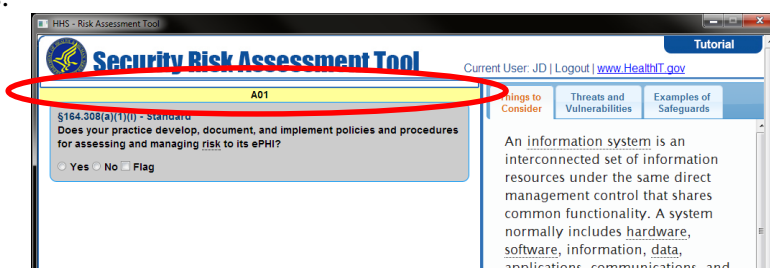 HHS - Risk Assessment Tool
Tutorial
Security Risk Assessment Tool
Current User: JD | Logout | www.HealthIT.gov
A01
Things to Consider
Threats and Vulnerabilities
Examples of Safeguards
§164.308(a)(1)(i) - Standard
Does your practice develop, document, and implement policies and procedures
for assessing and managing risk to its ePHI?
Yes No Flag
An information system is an
interconnected set of information
resources under the same direct
management control that shares
common functionality. A system
normally includes hardware,
software, information, data,
applications, communications, and